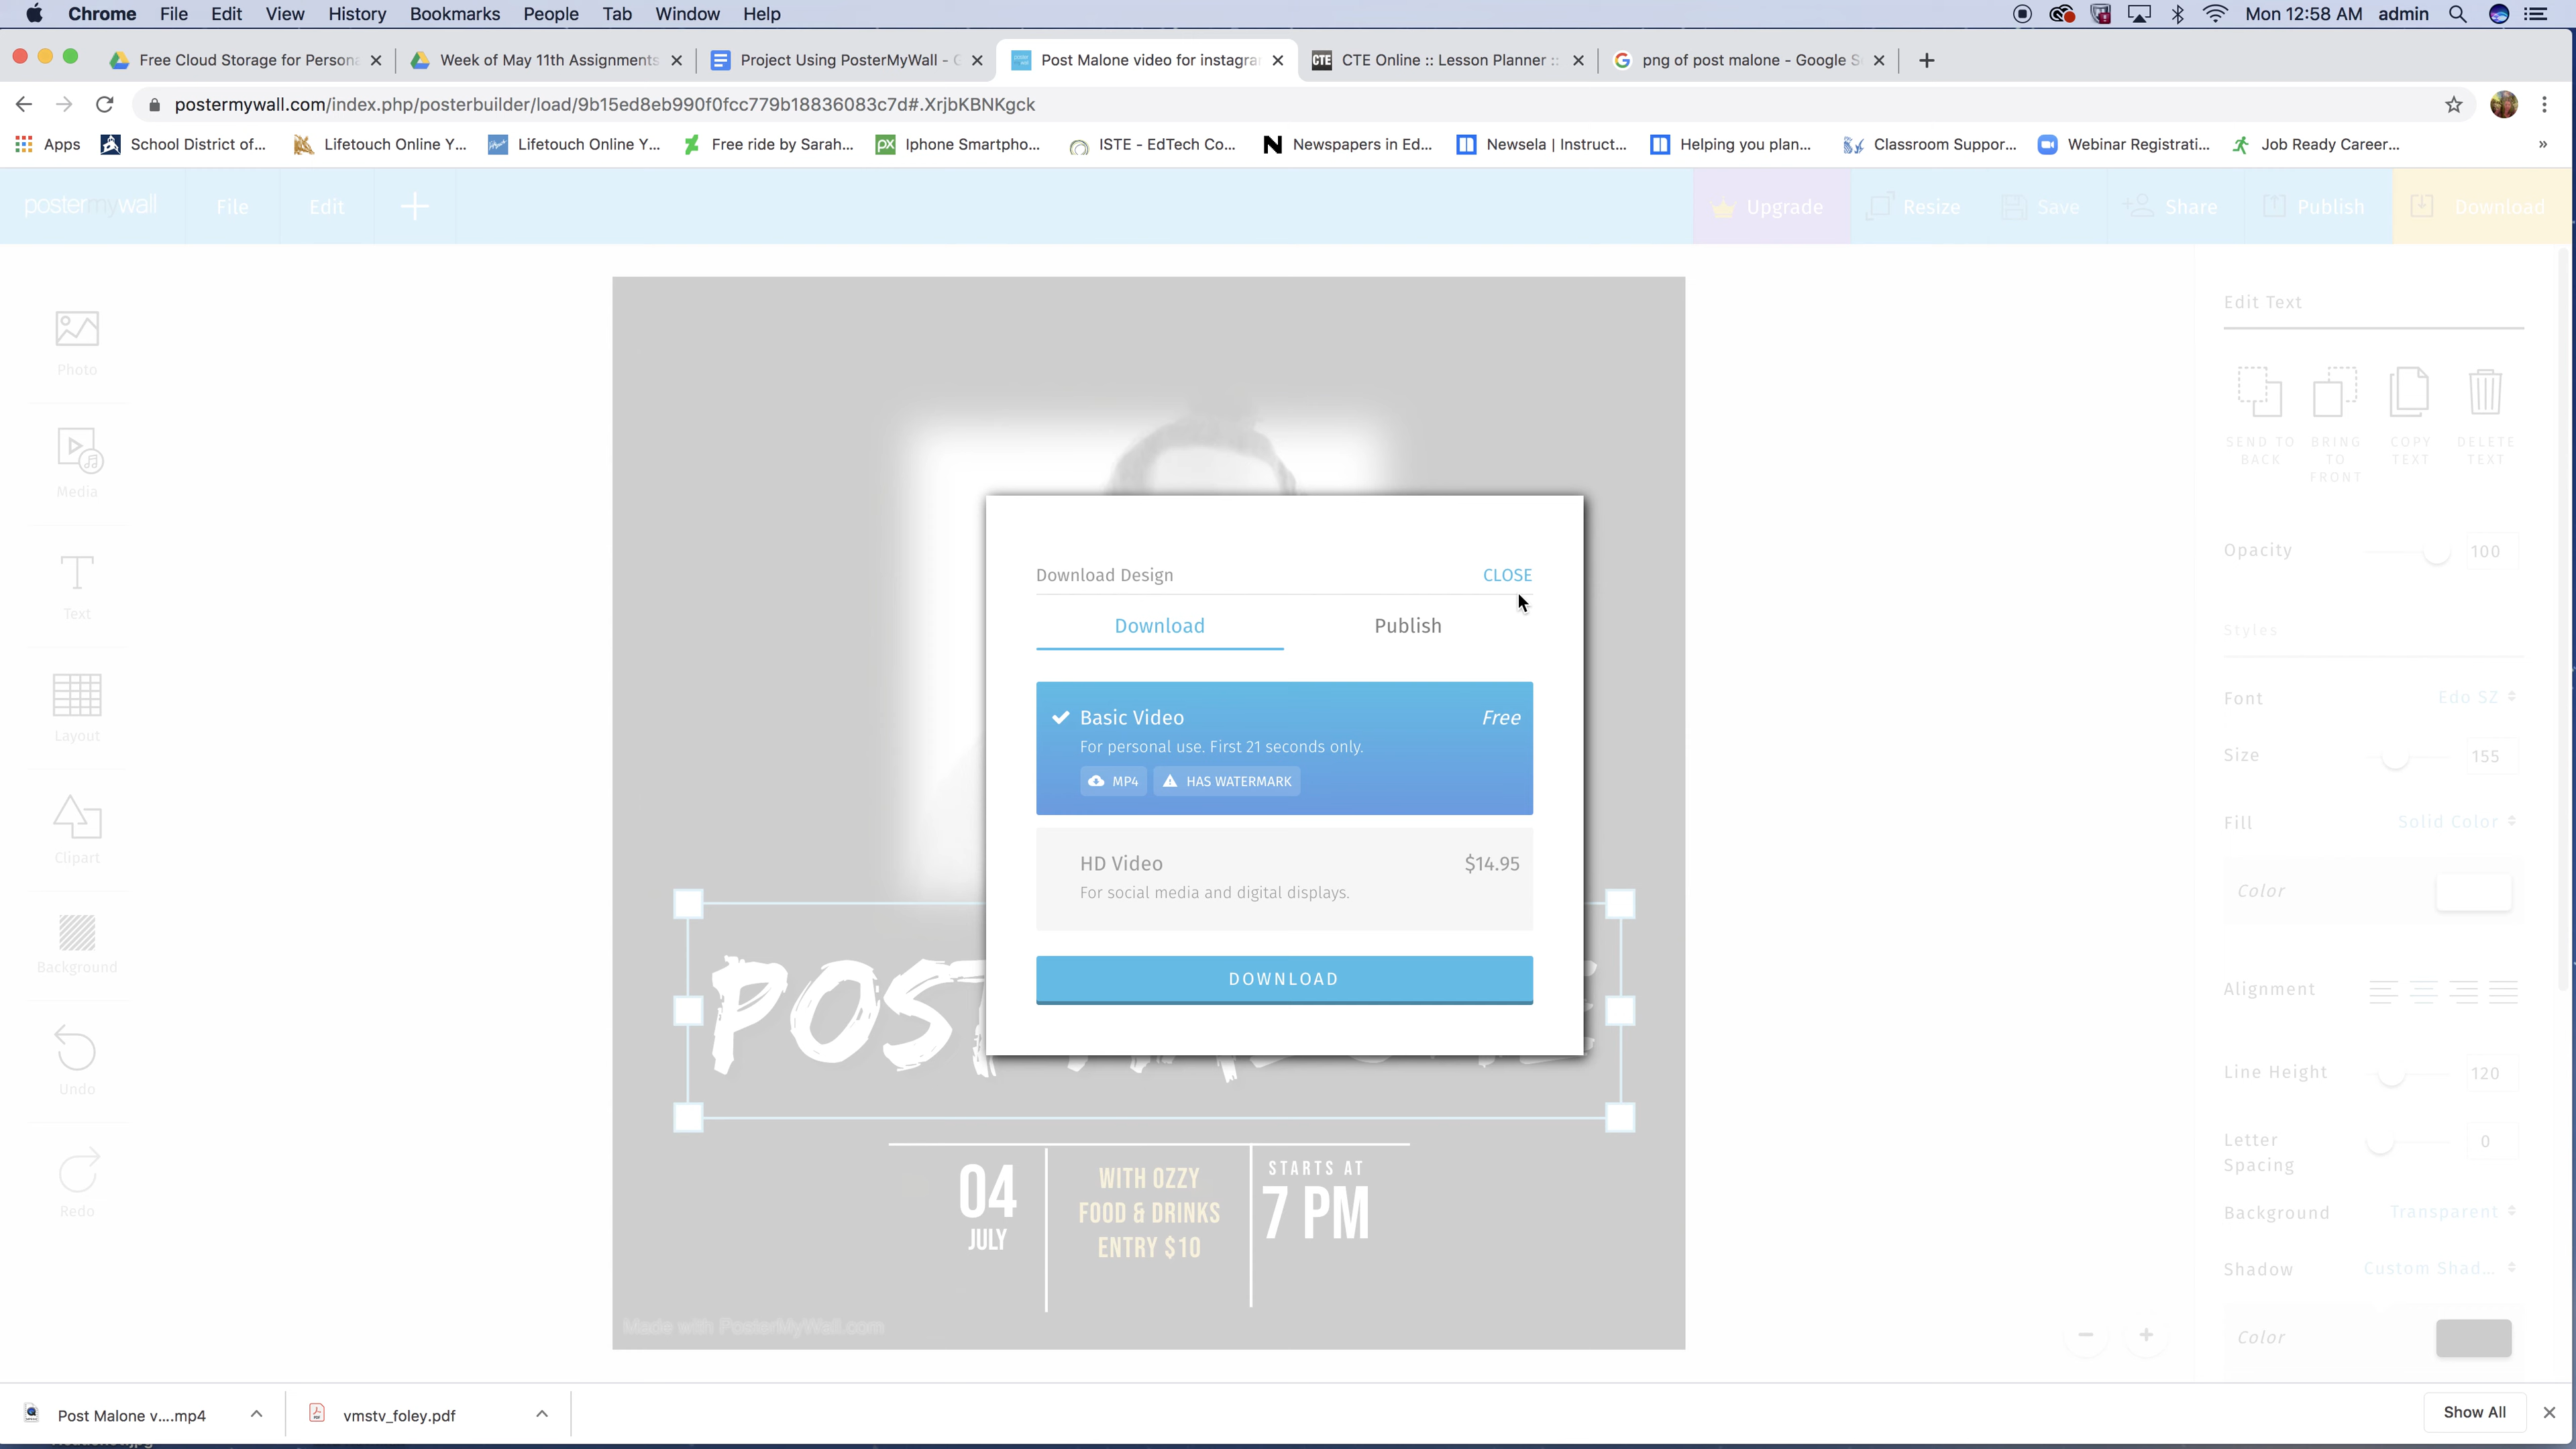 Chrome File Edit View History Bookmarks People Tab Window Help Mon 12:58 AM admin
Free Cloud Storage for Persona Week of May 11th Assignments Project Using PosterMyWall - Post Malone video for instagra CTE Online :: Lesson Planner :: png of post malone - Google S
postermywall.com/index.php/posterbuilder/load/9b15ed8eb990f0fcc779b18836083c7d#.XrjbKBNKgck
Apps School District of... Lifetouch Online Y... Lifetouch Online Y... Free ride by Sarah... Iphone Smartpho... ISTE - EdTech Co... Newspapers in Ed... Newsela | Instruct... Helping you plan... Classroom Suppor... Webinar Registrati... Job Ready Career... »
postermywall File Edit Upgrade Resize Save Share Publish Download
Photo
Media
Text
Layout
Clipart
Background
Undo
Redo
Download Design CLOSE
Download Publish
Basic Video Free
For personal use. First 21 seconds only.
MP4 HAS WATERMARK
HD Video $14.95
For social media and digital displays.
DOWNLOAD
POST
04
JULY
WITH OZZY
FOOD & DRINKS
ENTRY $10
STARTS AT
7 PM
Made with PosterMyWall.com
Edit Text
SEND TO BACK
BRING TO FRONT
COPY TEXT
DELETE TEXT
Opacity 100
Styles
Font Edo SZ
Size 155
Fill Solid Color
Color
Alignment
Line Height 120
Letter Spacing 0
Background Transparent
Shadow Custom Shad...
Color
Post Malone v....mp4 vmstv_foley.pdf Show All